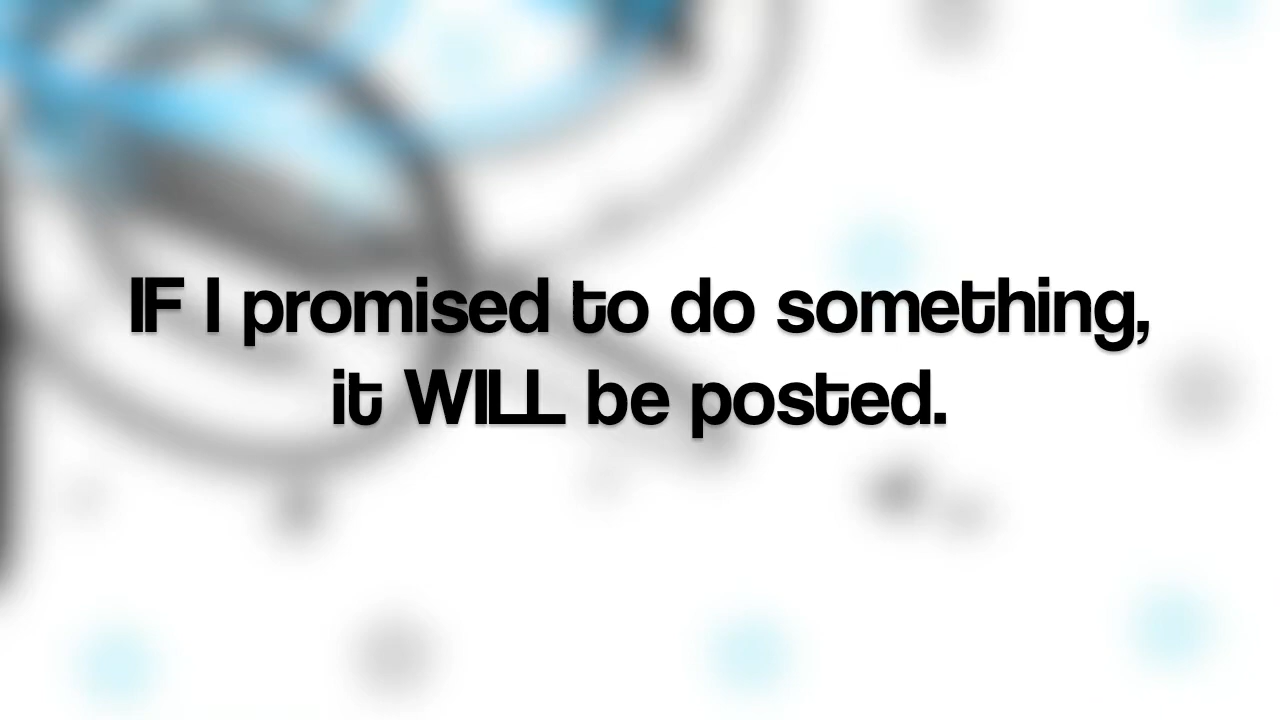 IF I promised to do something,
it WILL be posted.